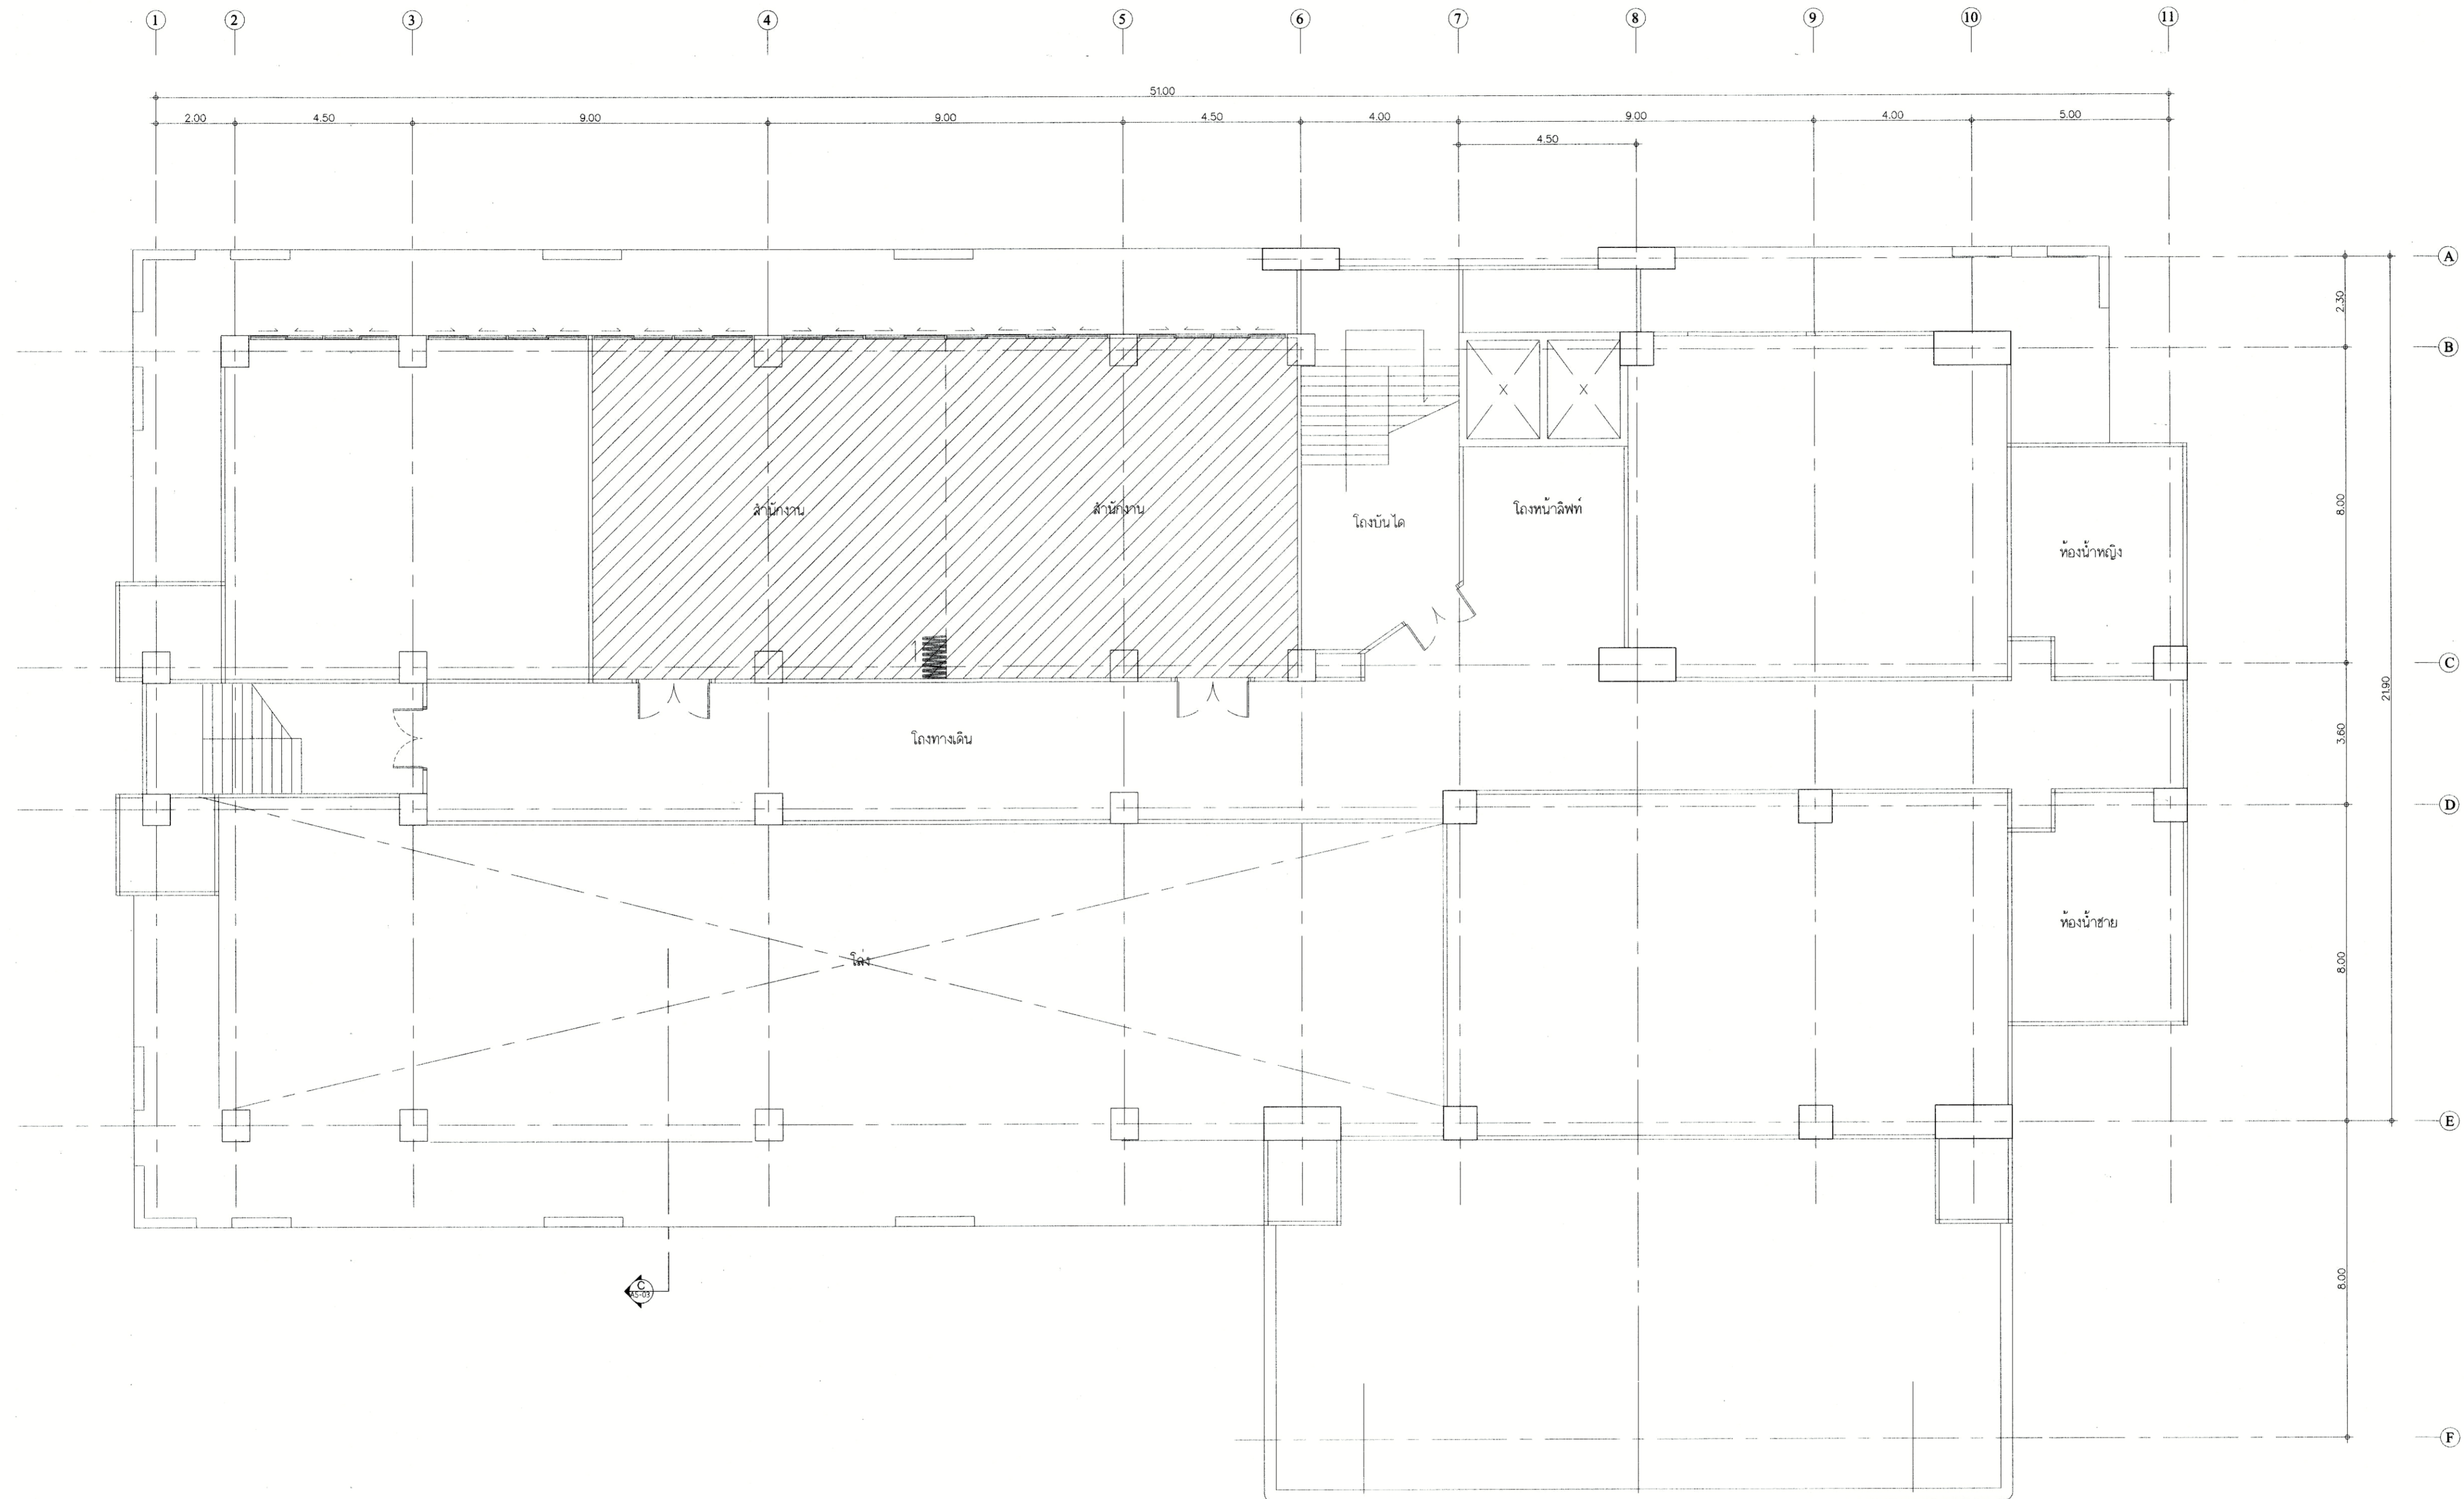 1 2 3 4 5 6 7 8 9 10 11
51.00
2.00 4.50 9.00 9.00 4.50 4.00 9.00 4.00 5.00
4.50
A
2.30
B
8.00
สำนักงาน สำนักงาน โถงบันได โถงหน้าลิฟท์
ห้องน้ำหญิง
C
21.90
3.60
โถงทางเดิน
D
ห้องน้ำชาย
8.00
โล่ง
E
8.00
C
AS-03
F